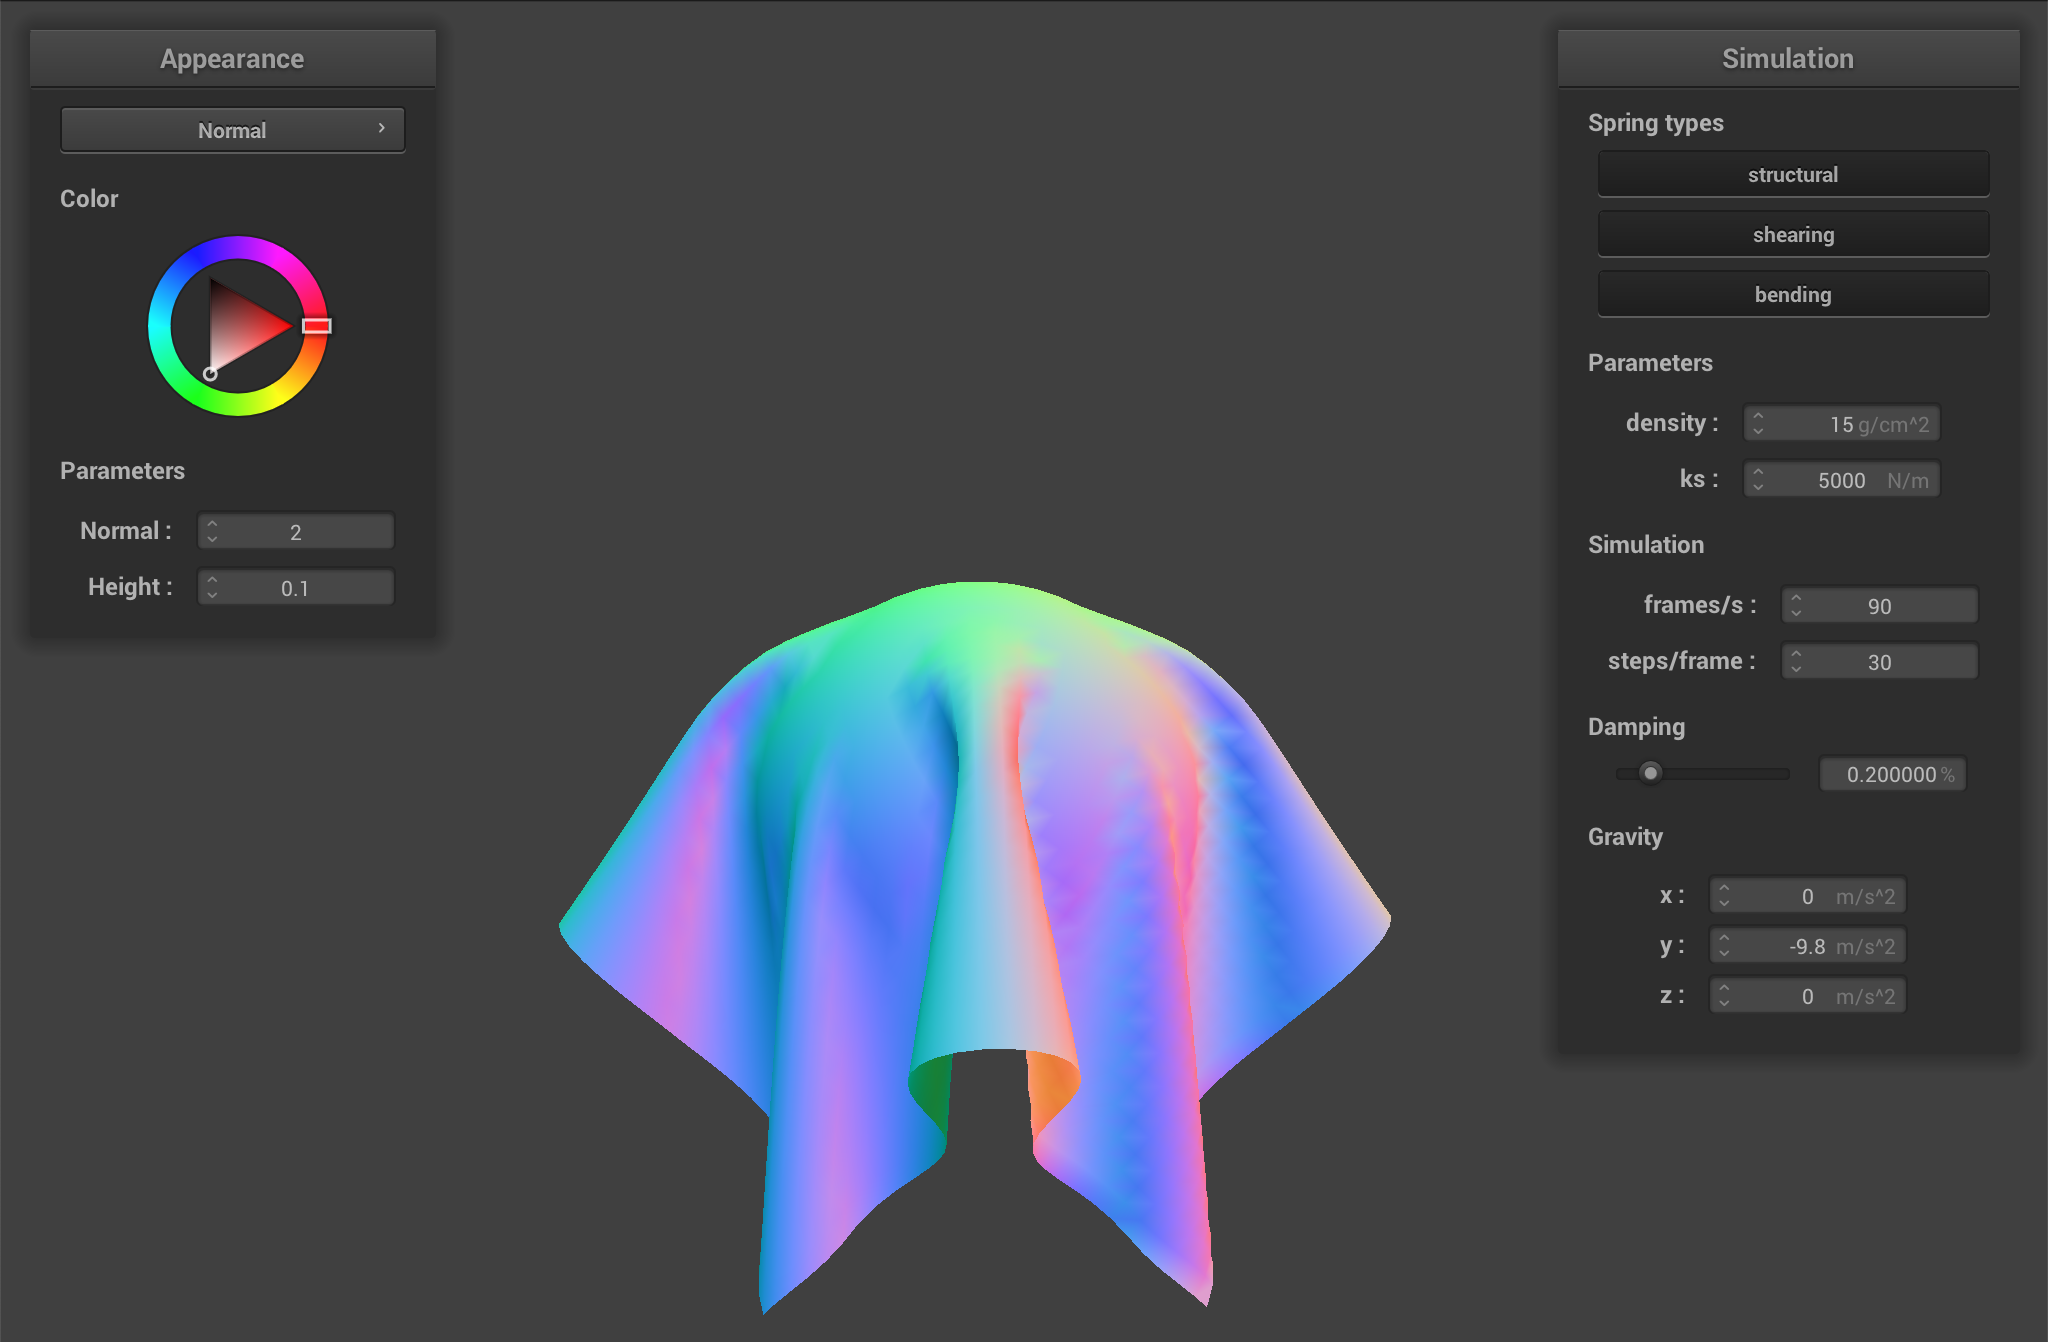 Appearance
Normal
Color
Parameters
Normal : 2
Height : 0.1
Simulation
Spring types
structural
shearing
bending
Parameters
density : 15 g/cm^2
ks : 5000 N/m
Simulation
frames/s : 90
steps/frame : 30
Damping
0.200000 %
Gravity
x : 0 m/s^2
y : -9.8 m/s^2
z : 0 m/s^2